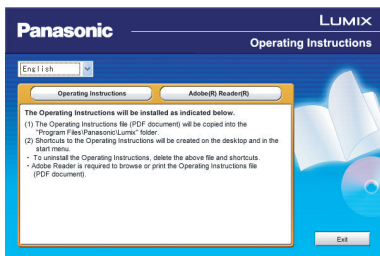 Panasonic
LUMIX
Operating Instructions
English
Operating Instructions
Adobe(R) Reader(R)
The Operating Instructions will be installed as indicated below.
(1) The Operating Instructions file (PDF document) will be copied into the
"Program Files\Panasonic\Lumix" folder.
(2) Shortcuts to the Operating Instructions will be created on the desktop and in the
start menu.
・ To uninstall the Operating Instructions, delete the above file and shortcuts.
・ Adobe Reader is required to browse or print the Operating Instructions file
(PDF document).
Exit